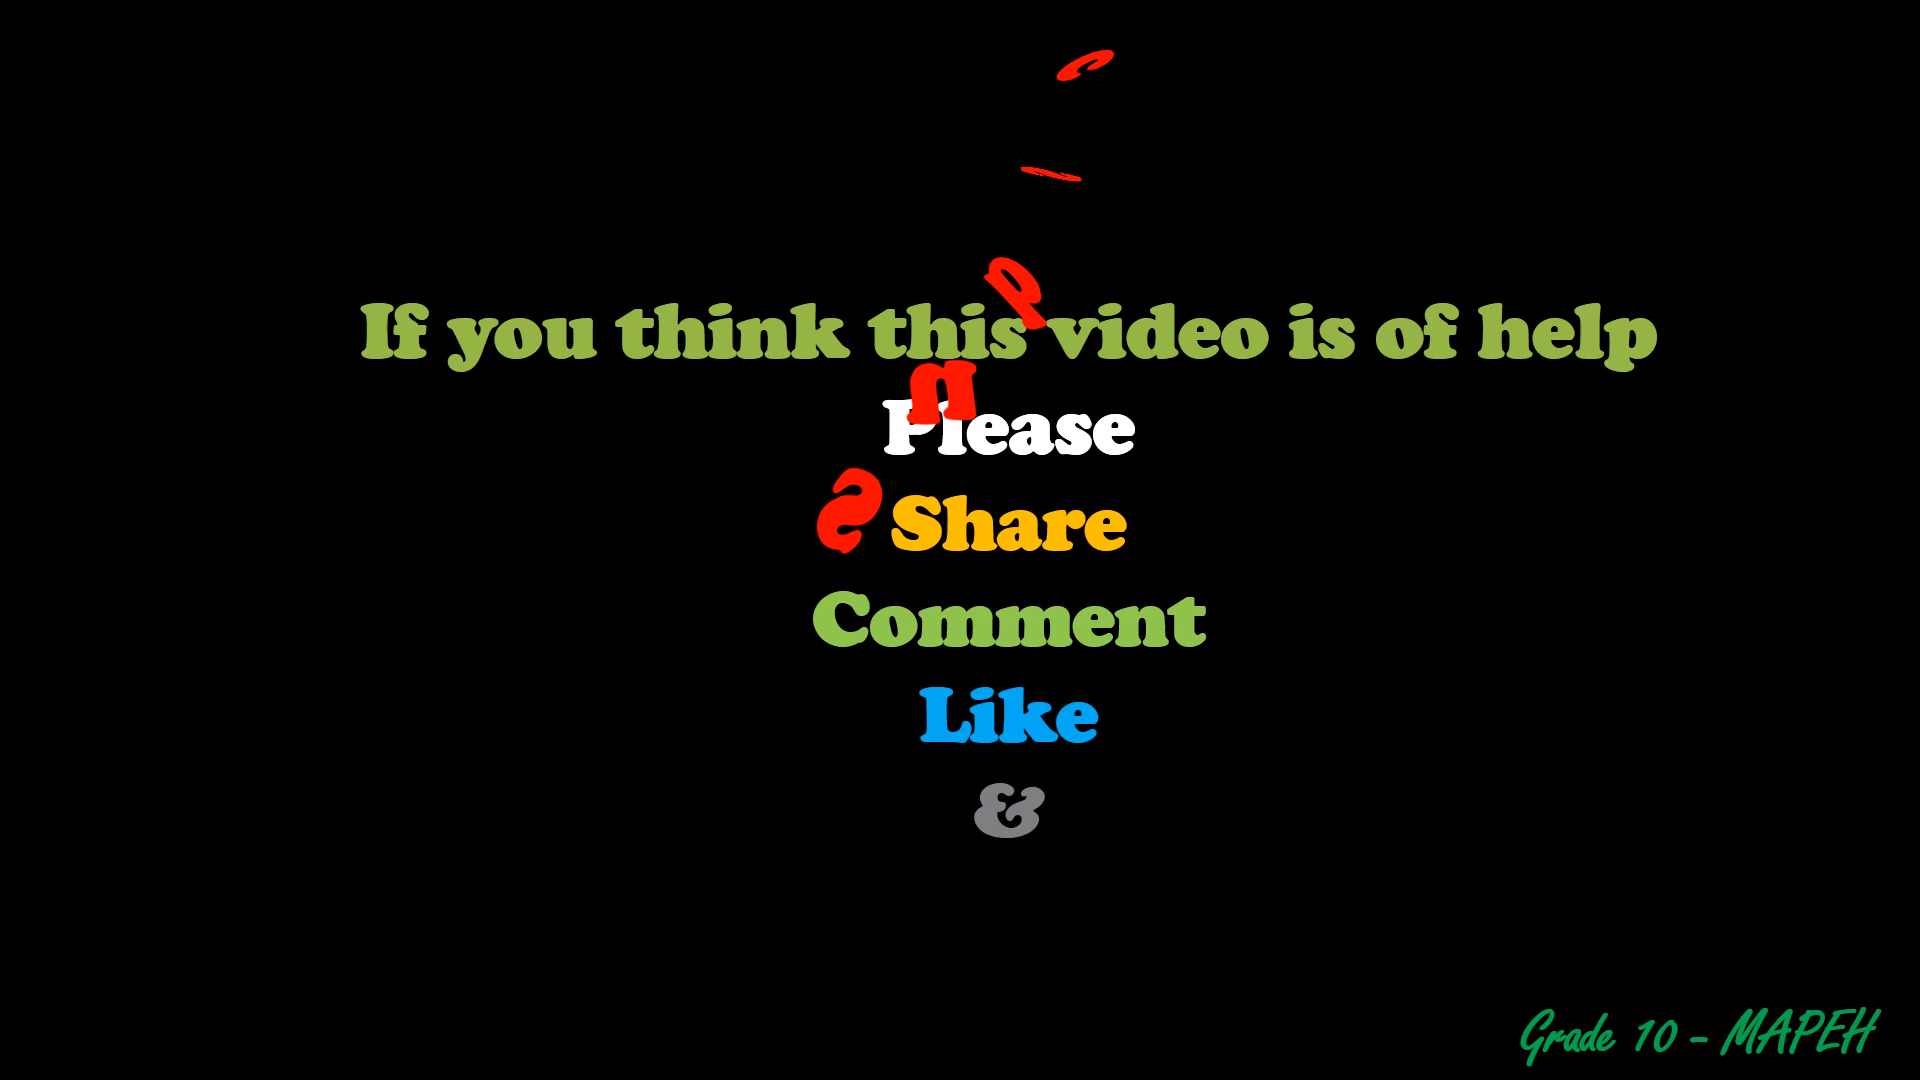 If you think this video is of help
Please
Share
Comment
Like
&
Grade 10 - MAPEH